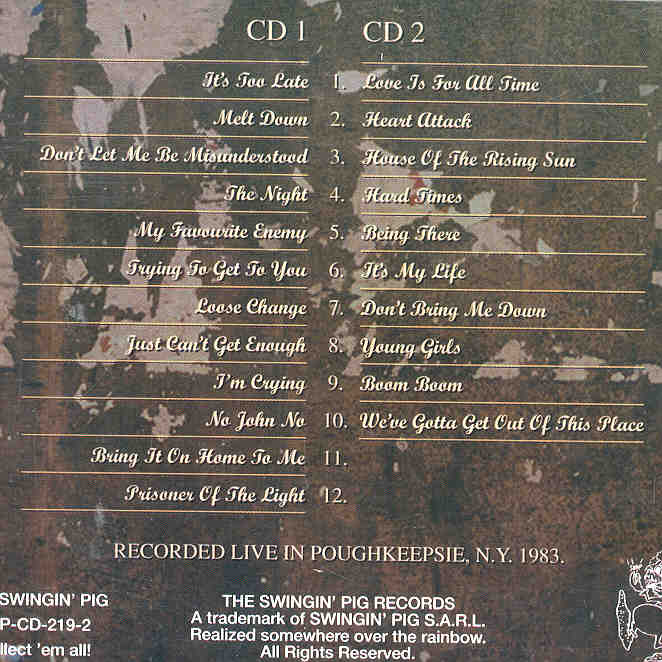 CD 1 CD 2
It's Too Late 1. Love Is For All Time
Melt Down 2. Heart Attack
Don't Let Me Be Misunderstood 3. House Of The Rising Sun
The Night 4. Hard Times
My Favourite Enemy 5. Being There
Trying To Get To You 6. It's My Life
Loose Change 7. Don't Bring Me Down
Just Can't Get Enough 8. Young Girls
I'm Crying 9. Boom Boom
No John No 10. We've Gotta Get Out Of This Place
Bring It On Home To Me 11.
Prisoner Of The Light 12.
RECORDED LIVE IN POUGHKEEPSIE, N.Y. 1983.
SWINGIN' PIG
P-CD-219-2
llect 'em all!
THE SWINGIN' PIG RECORDS
A trademark of SWINGIN' PIG S.A.R.L.
Realized somewhere over the rainbow.
All Rights Reserved.